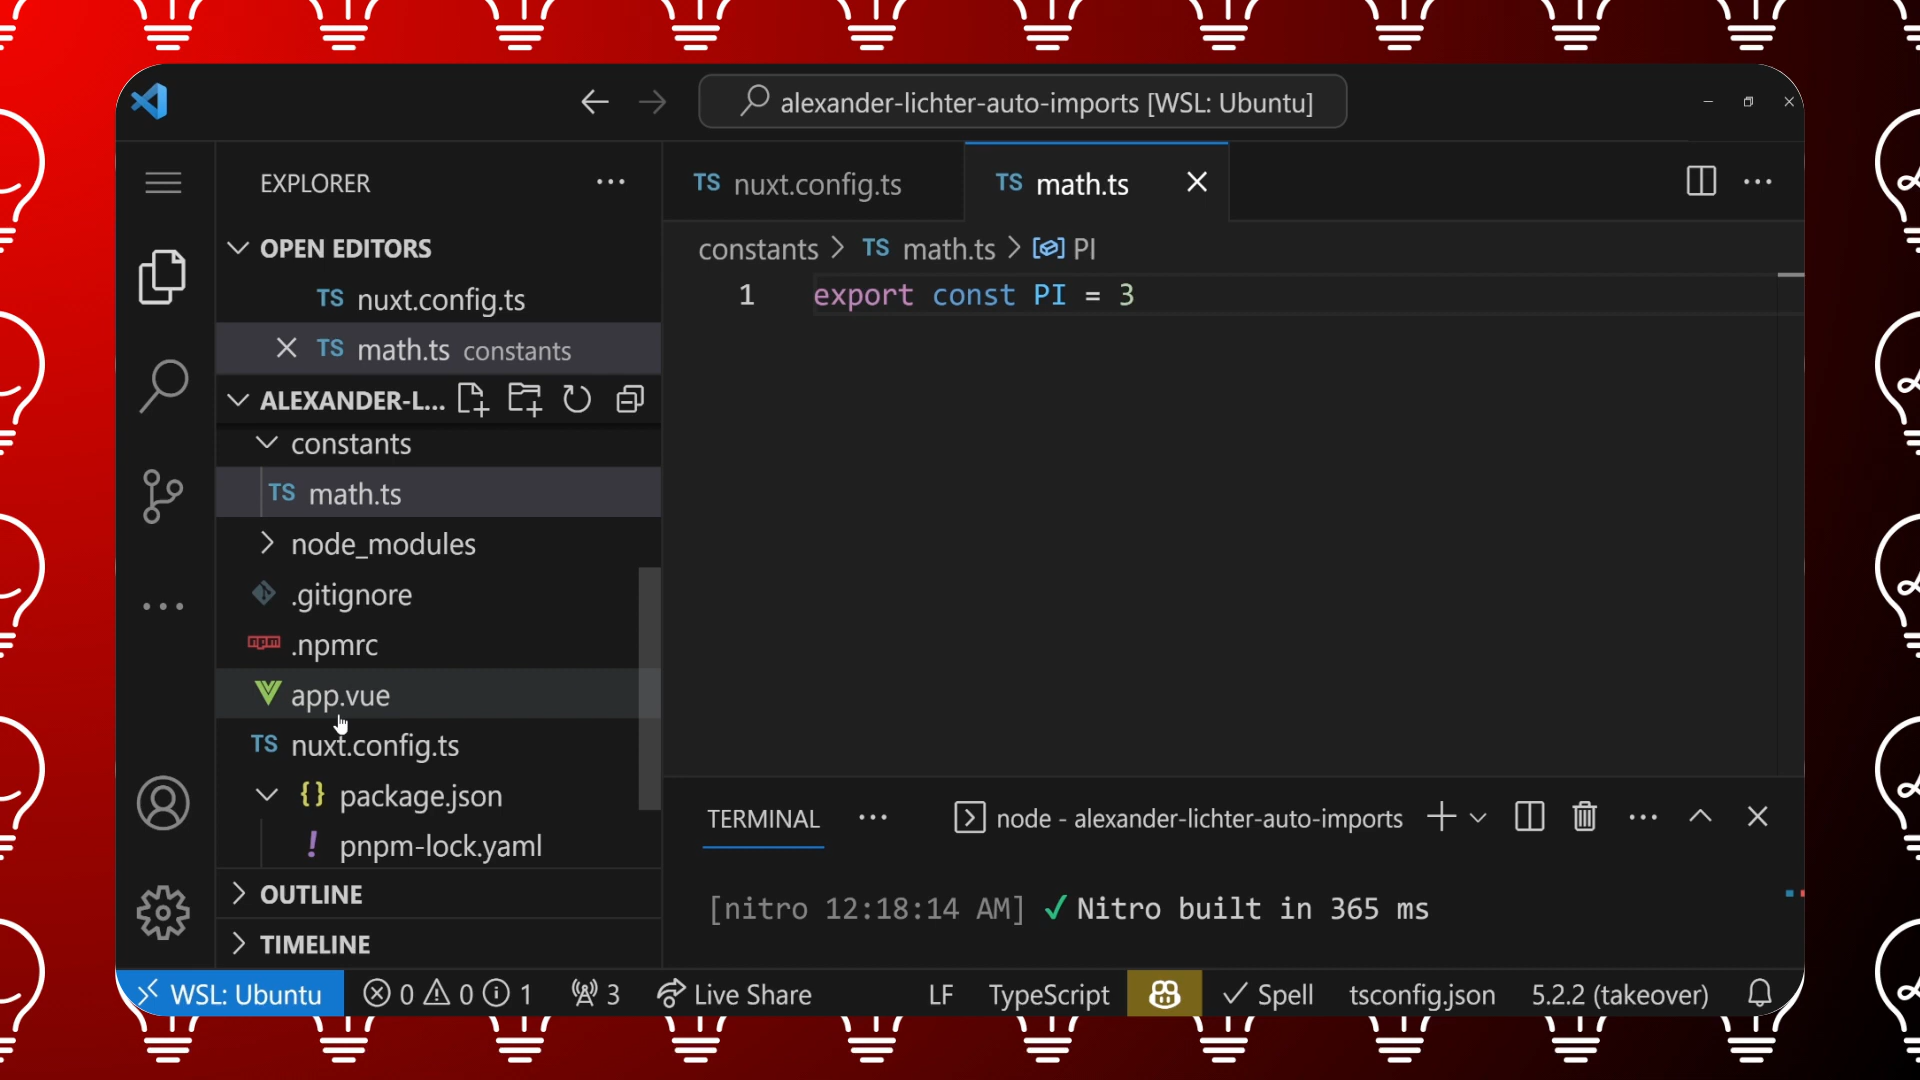 alexander-lichter-auto-imports [WSL: Ubuntu]
EXPLORER
OPEN EDITORS
TS nuxt.config.ts
TS math.ts constants
ALEXANDER-L...
constants
TS math.ts
node_modules
.gitignore
npm .npmrc
app.vue
TS nuxt.config.ts
{} package.json
! pnpm-lock.yaml
OUTLINE
TIMELINE
TS nuxt.config.ts
TS math.ts
constants > TS math.ts > PI
1 export const PI = 3
TERMINAL
node - alexander-lichter-auto-imports
[nitro 12:18:14 AM] ✓ Nitro built in 365 ms
WSL: Ubuntu 0 0 1 3 Live Share LF TypeScript Spell tsconfig.json 5.2.2 (takeover)